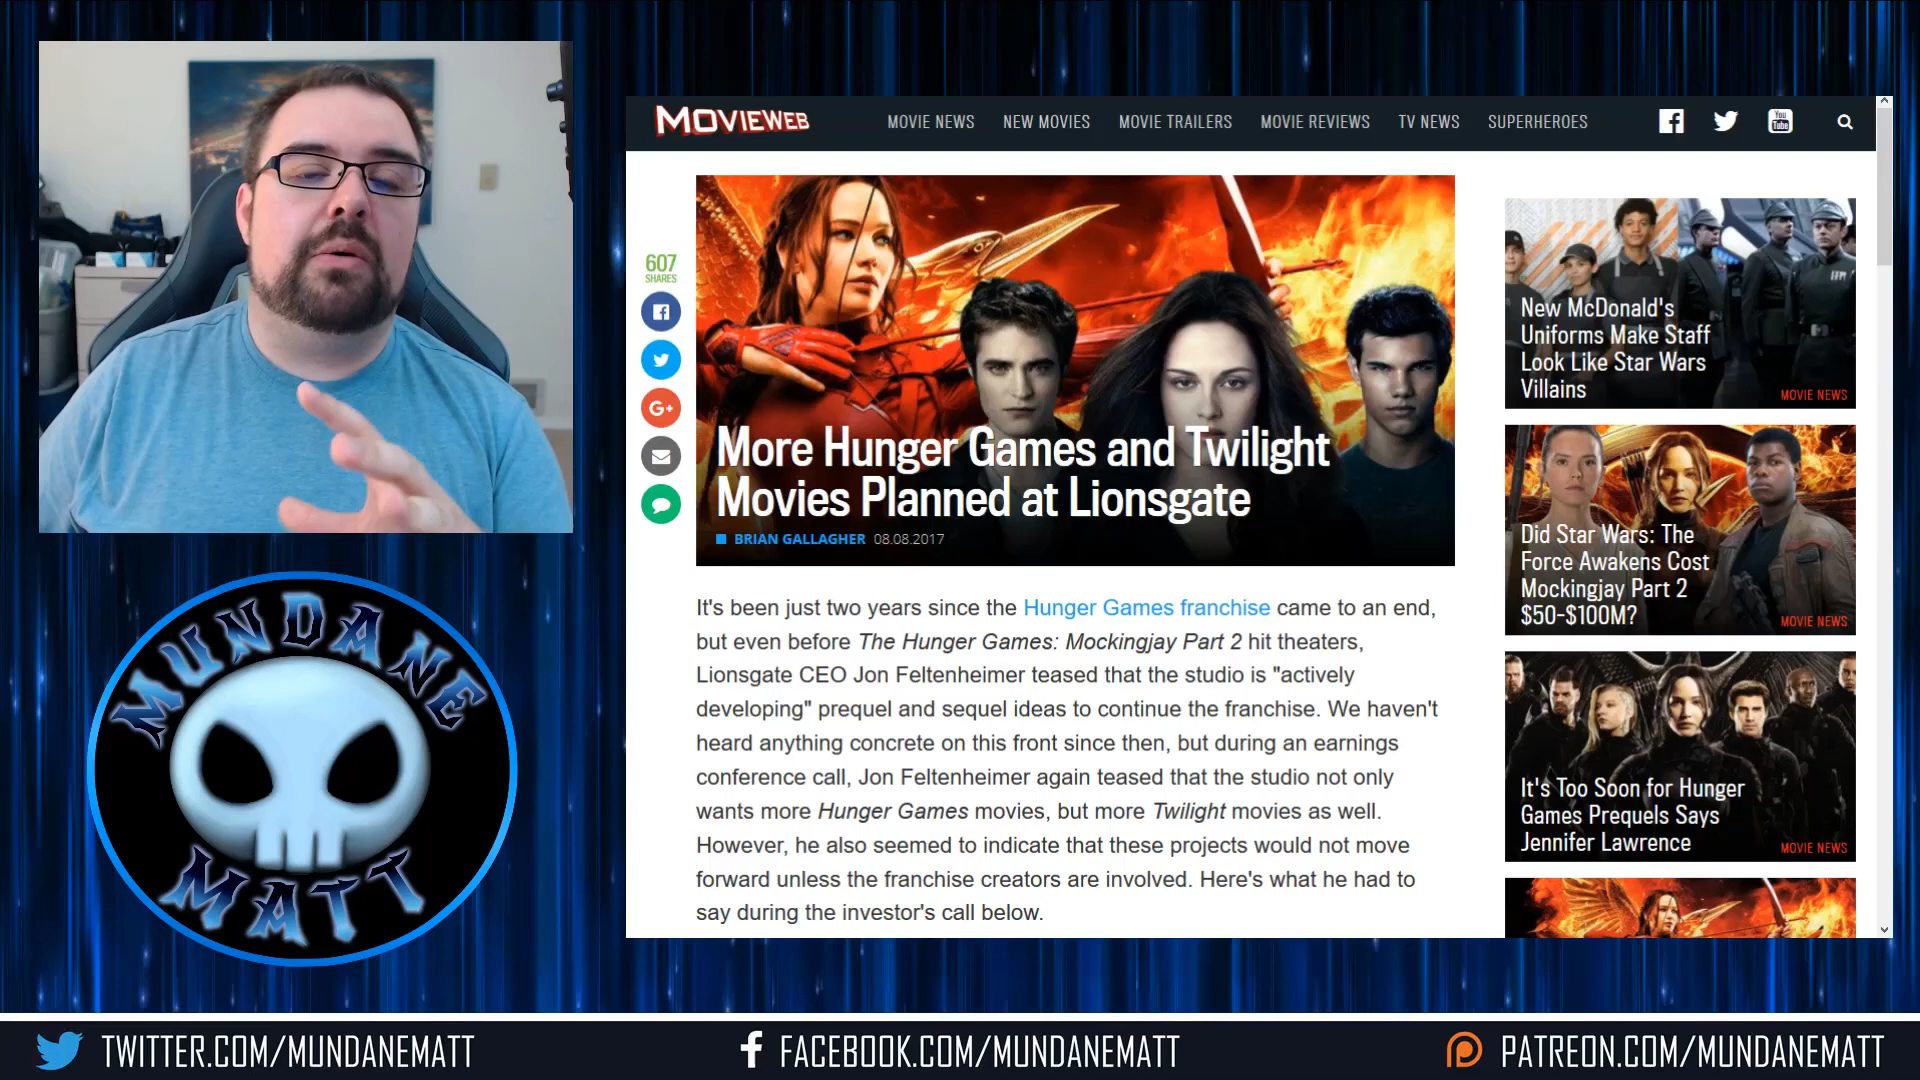 MOVIEWEB
MOVIE NEWS NEW MOVIES MOVIE TRAILERS MOVIE REVIEWS TV NEWS SUPERHEROES
You
Tube
607
SHARES
G+
More Hunger Games and Twilight
Movies Planned at Lionsgate
BRIAN GALLAGHER 08.08.2017
It's been just two years since the Hunger Games franchise came to an end,
but even before The Hunger Games: Mockingjay Part 2 hit theaters,
Lionsgate CEO Jon Feltenheimer teased that the studio is "actively
developing" prequel and sequel ideas to continue the franchise. We haven't
heard anything concrete on this front since then, but during an earnings
conference call, Jon Feltenheimer again teased that the studio not only
wants more Hunger Games movies, but more Twilight movies as well.
However, he also seemed to indicate that these projects would not move
forward unless the franchise creators are involved. Here's what he had to
say during the investor's call below.
New McDonald's
Uniforms Make Staff
Look Like Star Wars
Villains
MOVIE NEWS
Did Star Wars: The
Force Awakens Cost
Mockingjay Part 2
$50-$100M?
MOVIE NEWS
It's Too Soon for Hunger
Games Prequels Says
Jennifer Lawrence
MOVIE NEWS
MUNDANE
MATT
TWITTER.COM/MUNDANEMATT
FACEBOOK.COM/MUNDANEMATT
PATREON.COM/MUNDANEMATT